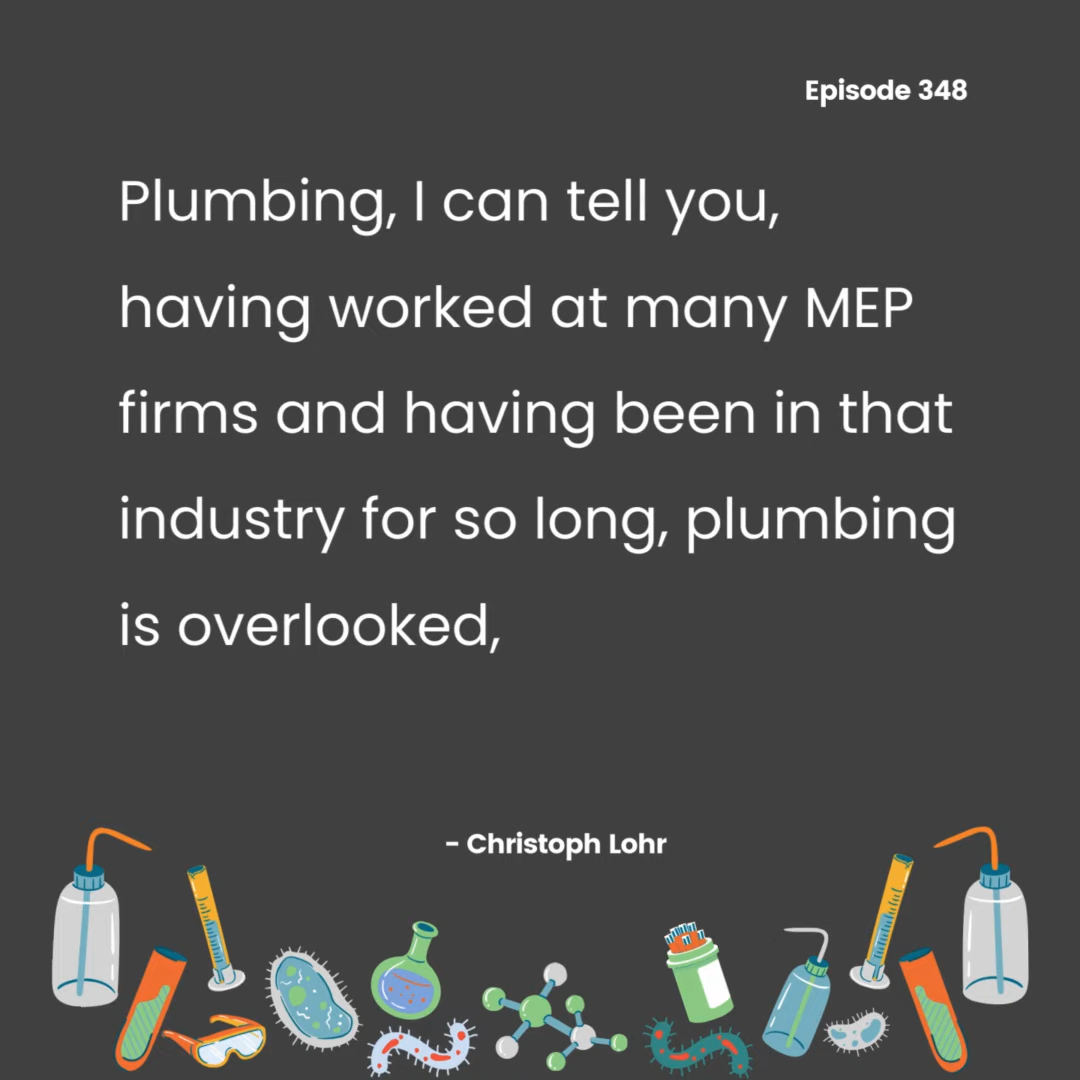 Episode 348
Plumbing, I can tell you,
having worked at many MEP
firms and having been in that
industry for so long, plumbing
is overlooked,
- Christoph Lohr